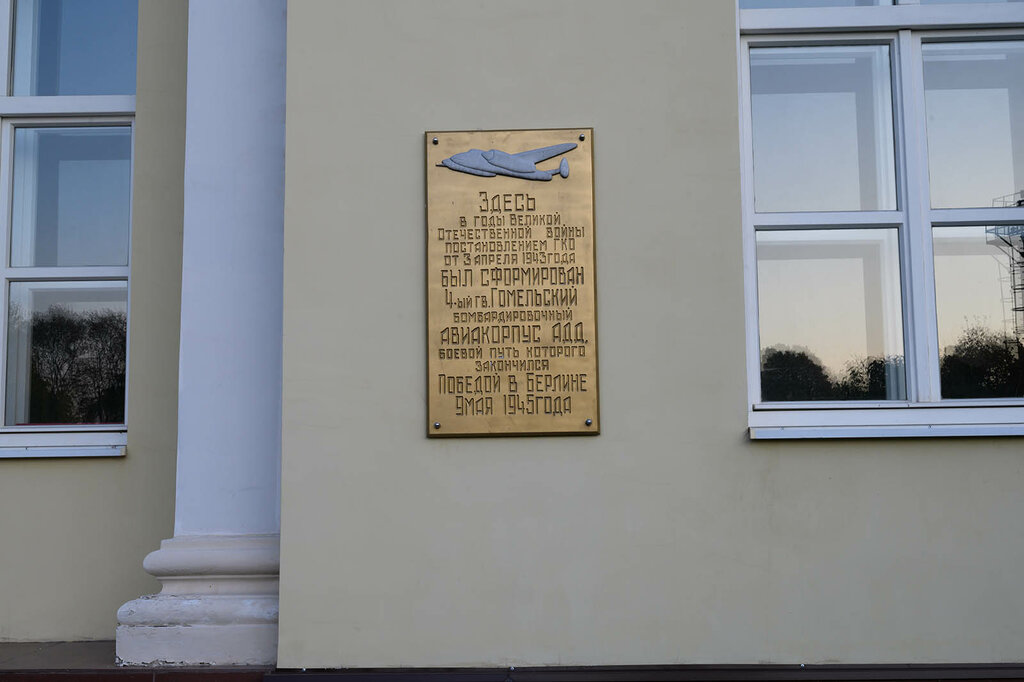 ЗДЕСЬ
В ГОДЫ ВЕЛИКОЙ
ОТЕЧЕСТВЕННОЙ ВОЙНЫ
ПОСТАНОВЛЕНИЕМ ГКО
ОТ 3 АПРЕЛЯ 1943 ГОДА
БЫЛ СФОРМИРОВАН
4-ЫЙ ГВ. ГОМЕЛЬСКИЙ
БОМБАРДИРОВОЧНЫЙ
АВИАКОРПУС АДД,
БОЕВОЙ ПУТЬ КОТОРОГО
ЗАКОНЧИЛСЯ
ПОБЕДОЙ В БЕРЛИНЕ
9 МАЯ 1945 ГОДА